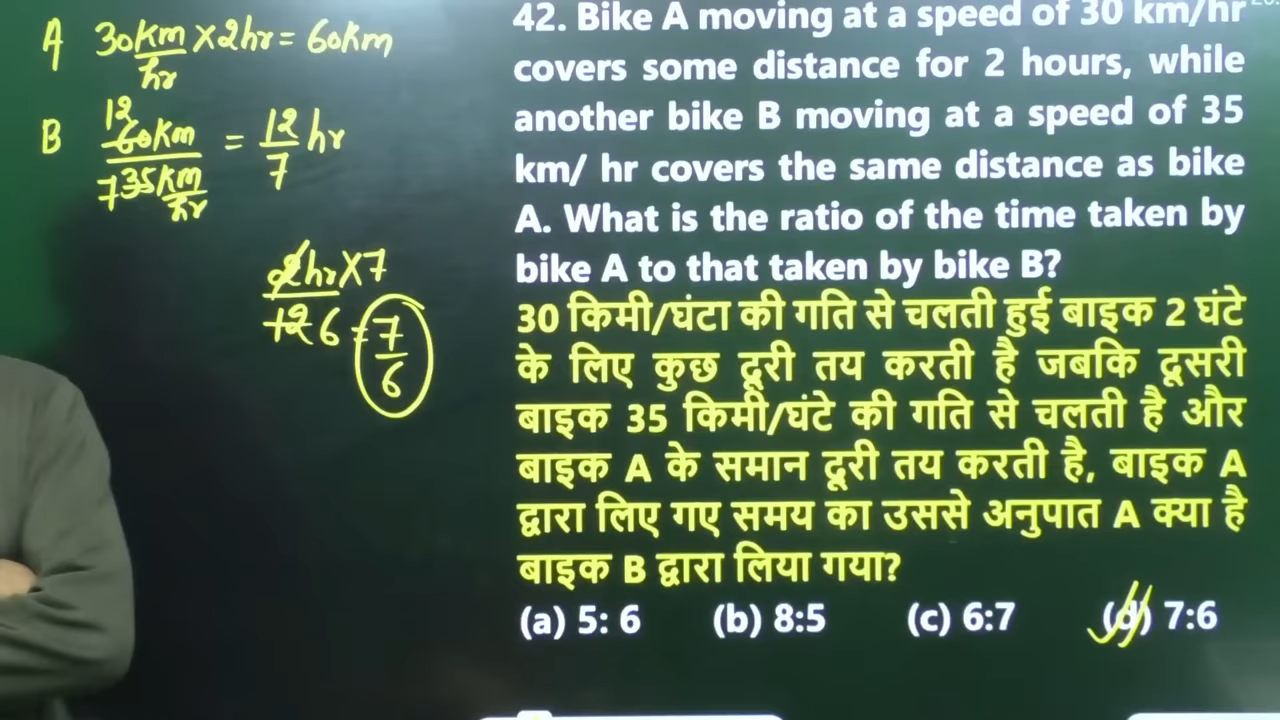 A 30km/hr × 2hr = 60km
B 12
60km/35km/hr = 12/7 hr
7
2hr×7/12 6 = 7/6
42. Bike A moving at a speed of 30 km/hr
covers some distance for 2 hours, while
another bike B moving at a speed of 35
km/ hr covers the same distance as bike
A. What is the ratio of the time taken by
bike A to that taken by bike B?
30 किमी/घंटा की गति से चलती हुई बाइक 2 घंटे
के लिए कुछ दूरी तय करती है जबकि दूसरी
बाइक 35 किमी/घंटे की गति से चलती है और
बाइक A के समान दूरी तय करती है, बाइक A
द्वारा लिए गए समय का उससे अनुपात A क्या है
बाइक B द्वारा लिया गया?
(a) 5: 6 (b) 8:5 (c) 6:7 (d) 7:6